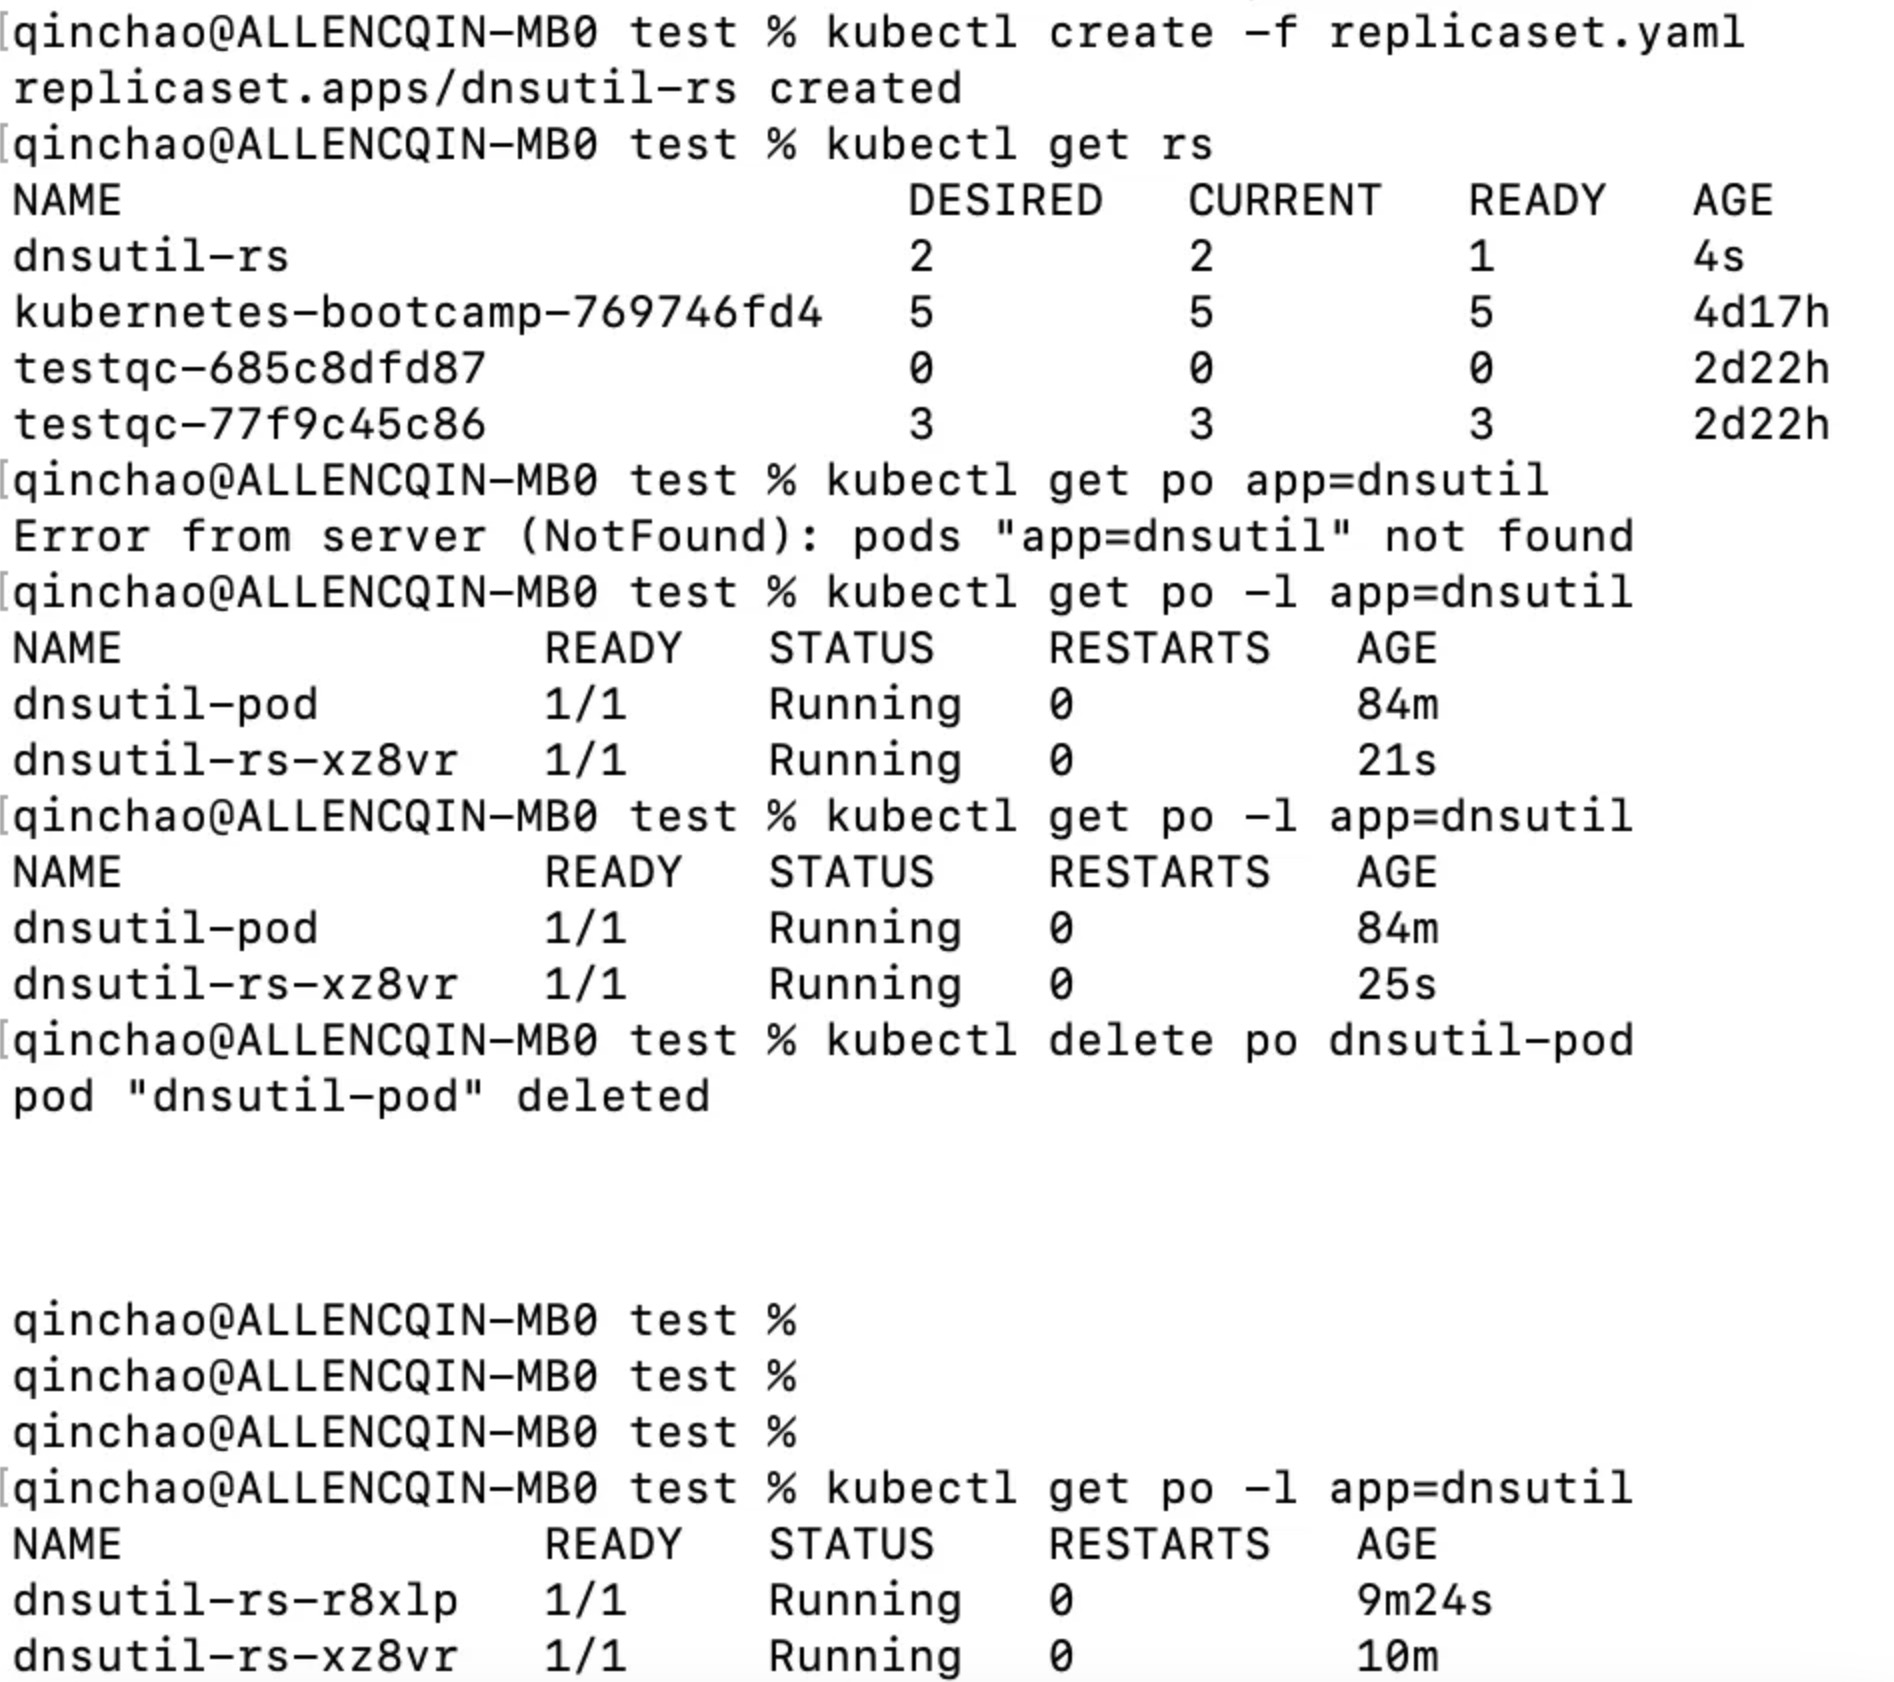 [qinchao@ALLENCQIN-MB0 test % kubectl create -f replicaset.yaml
replicaset.apps/dnsutil-rs created
[qinchao@ALLENCQIN-MB0 test % kubectl get rs
NAME DESIRED CURRENT READY AGE
dnsutil-rs 2 2 1 4s
kubernetes-bootcamp-769746fd4 5 5 5 4d17h
testqc-685c8dfd87 0 0 0 2d22h
testqc-77f9c45c86 3 3 3 2d22h
[qinchao@ALLENCQIN-MB0 test % kubectl get po app=dnsutil
Error from server (NotFound): pods "app=dnsutil" not found
[qinchao@ALLENCQIN-MB0 test % kubectl get po -l app=dnsutil
NAME READY STATUS RESTARTS AGE
dnsutil-pod 1/1 Running 0 84m
dnsutil-rs-xz8vr 1/1 Running 0 21s
[qinchao@ALLENCQIN-MB0 test % kubectl get po -l app=dnsutil
NAME READY STATUS RESTARTS AGE
dnsutil-pod 1/1 Running 0 84m
dnsutil-rs-xz8vr 1/1 Running 0 25s
[qinchao@ALLENCQIN-MB0 test % kubectl delete po dnsutil-pod
pod "dnsutil-pod" deleted
qinchao@ALLENCQIN-MB0 test %
qinchao@ALLENCQIN-MB0 test %
qinchao@ALLENCQIN-MB0 test %
[qinchao@ALLENCQIN-MB0 test % kubectl get po -l app=dnsutil
NAME READY STATUS RESTARTS AGE
dnsutil-rs-r8xlp 1/1 Running 0 9m24s
dnsutil-rs-xz8vr 1/1 Running 0 10m